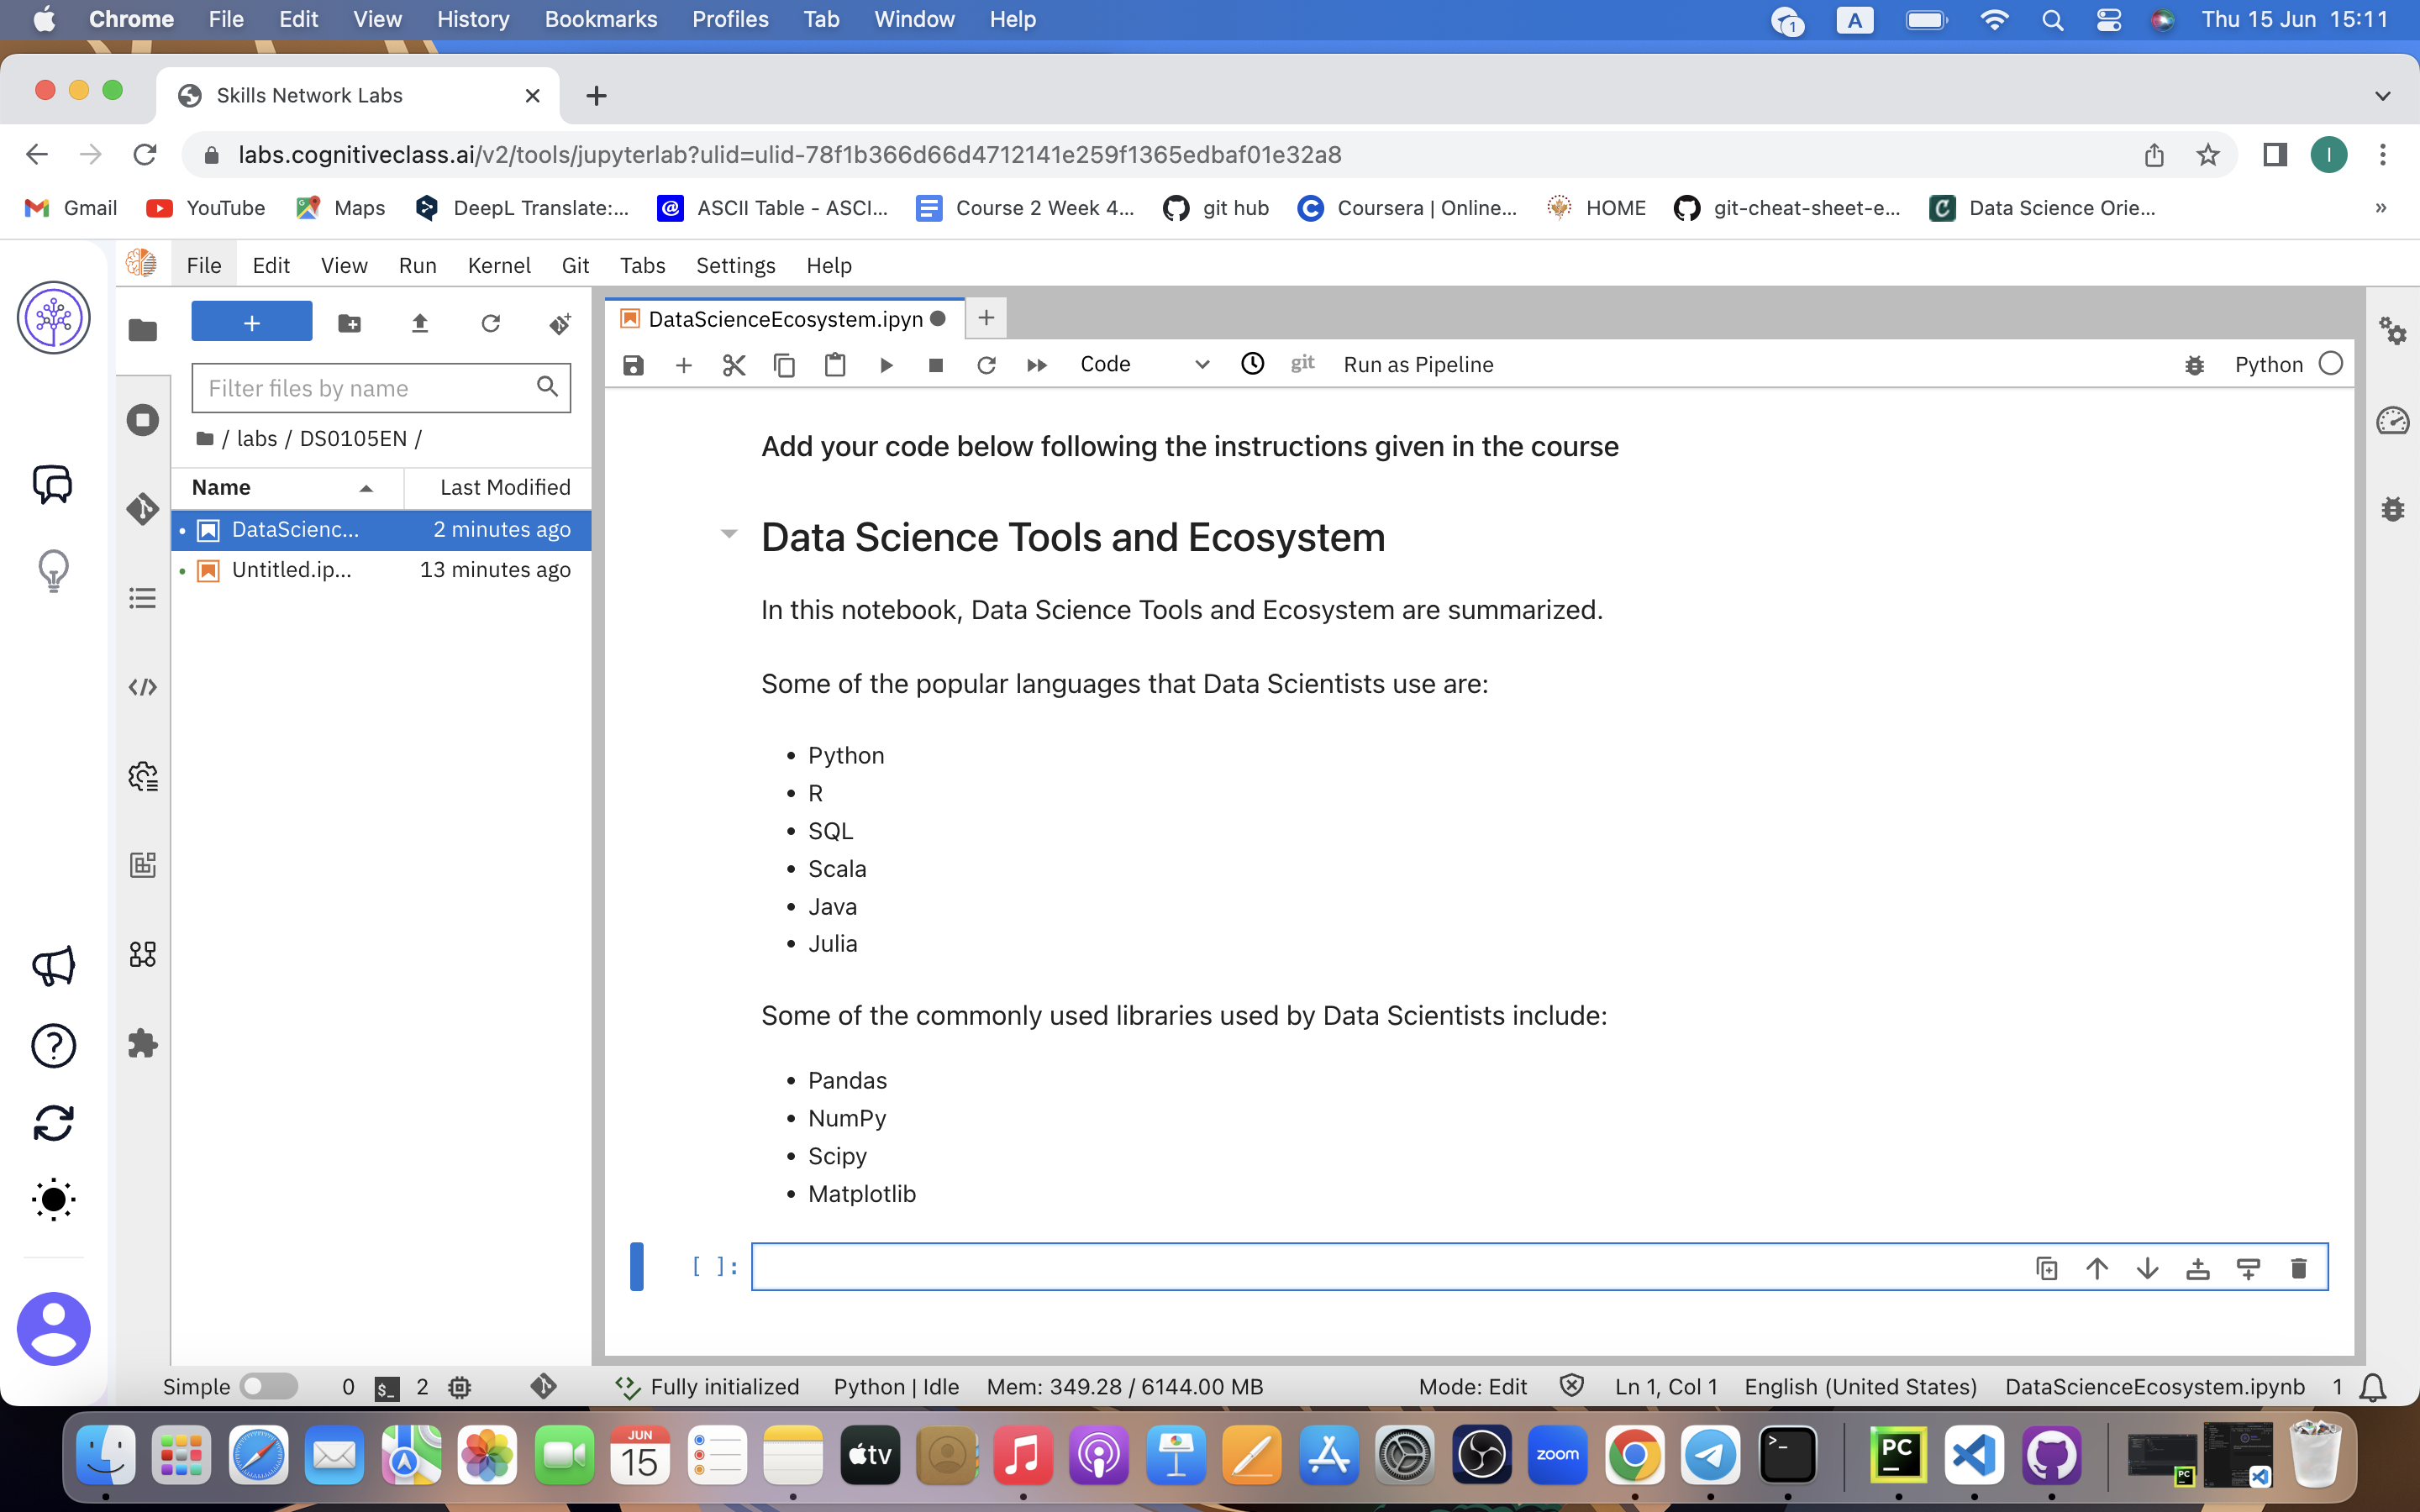 Chrome File Edit View History Bookmarks Profiles Tab Window Help 1 A Thu 15 Jun 15:11
Skills Network Labs
labs.cognitiveclass.ai/v2/tools/jupyterlab?ulid=ulid-78f1b366d66d4712141e259f1365edbaf01e32a8 I
Gmail YouTube Maps DeepL Translate:... @ ASCII Table - ASCI... Course 2 Week 4... git hub Coursera | Online... HOME git-cheat-sheet-e... Data Science Orie... »
File Edit View Run Kernel Git Tabs Settings Help
DataScienceEcosystem.ipyn
Code git Run as Pipeline Python
Filter files by name
/ labs / DS0105EN /
Name Last Modified
DataScienc... 2 minutes ago
Untitled.ip... 13 minutes ago
Add your code below following the instructions given in the course
Data Science Tools and Ecosystem
In this notebook, Data Science Tools and Ecosystem are summarized.
Some of the popular languages that Data Scientists use are:
• Python
• R
• SQL
• Scala
• Java
• Julia
Some of the commonly used libraries used by Data Scientists include:
• Pandas
• NumPy
• Scipy
• Matplotlib
[ ]:
Simple 0 $_ 2 Fully initialized Python | Idle Mem: 349.28 / 6144.00 MB Mode: Edit Ln 1, Col 1 English (United States) DataScienceEcosystem.ipynb 1
JUN
15 tv zoom >_ PC